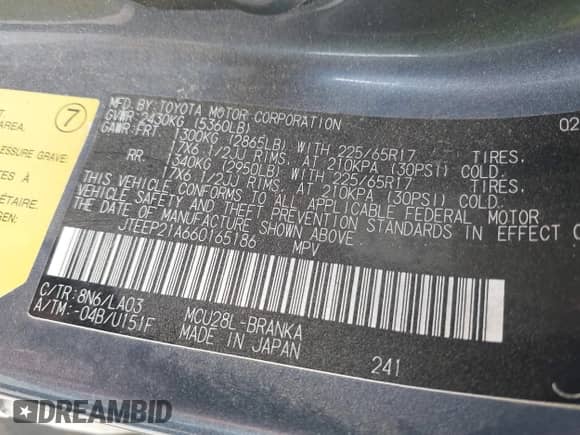 7
AREA.
PRESSURE GRAVE.
MFD. BY: TOYOTA MOTOR CORPORATION
GVWR 2430KG (5360LB)
GAWR FRT. 1300KG (2865LB) WITH 225/65R17 TIRES.
17X6 1/2JJ RIMS, AT 210KPA (30PSI) COLD.
RR. 1340KG (2950LB) WITH 225/65R17 TIRES.
17X6 1/2JJ RIMS, AT 210KPA (30PSI) COLD.
THIS VEHICLE CONFORMS TO ALL APPLICABLE FEDERAL MOTOR
VEHICLE SAFETY AND THEFT PREVENTION STANDARDS IN
EFFECT ON THE DATE OF MANUFACTURE SHOWN ABOVE.
JTEEP21A660165186 MPV
C/TR: 8N6/LA03 MCU28L-BRANKA
A/TM: -04B/U151F MADE IN JAPAN
241
DREAMBID